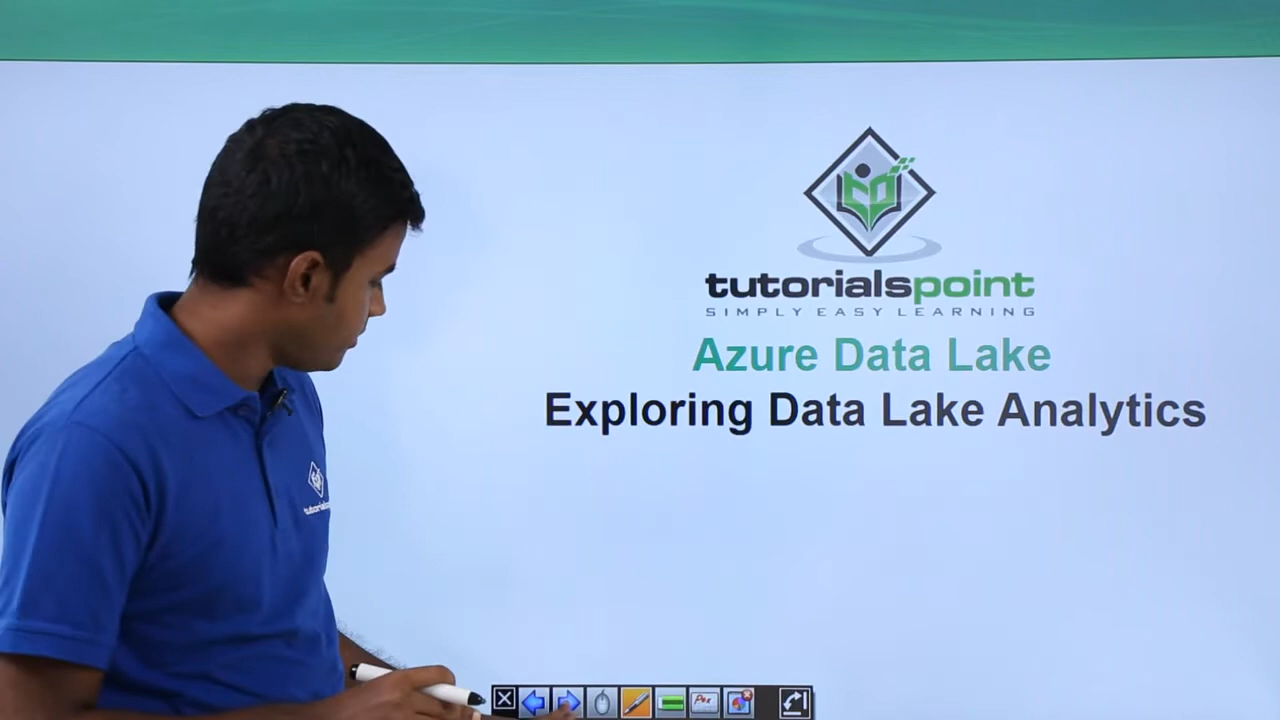 tutorialspoint
SIMPLY EASY LEARNING
Azure Data Lake
Exploring Data Lake Analytics